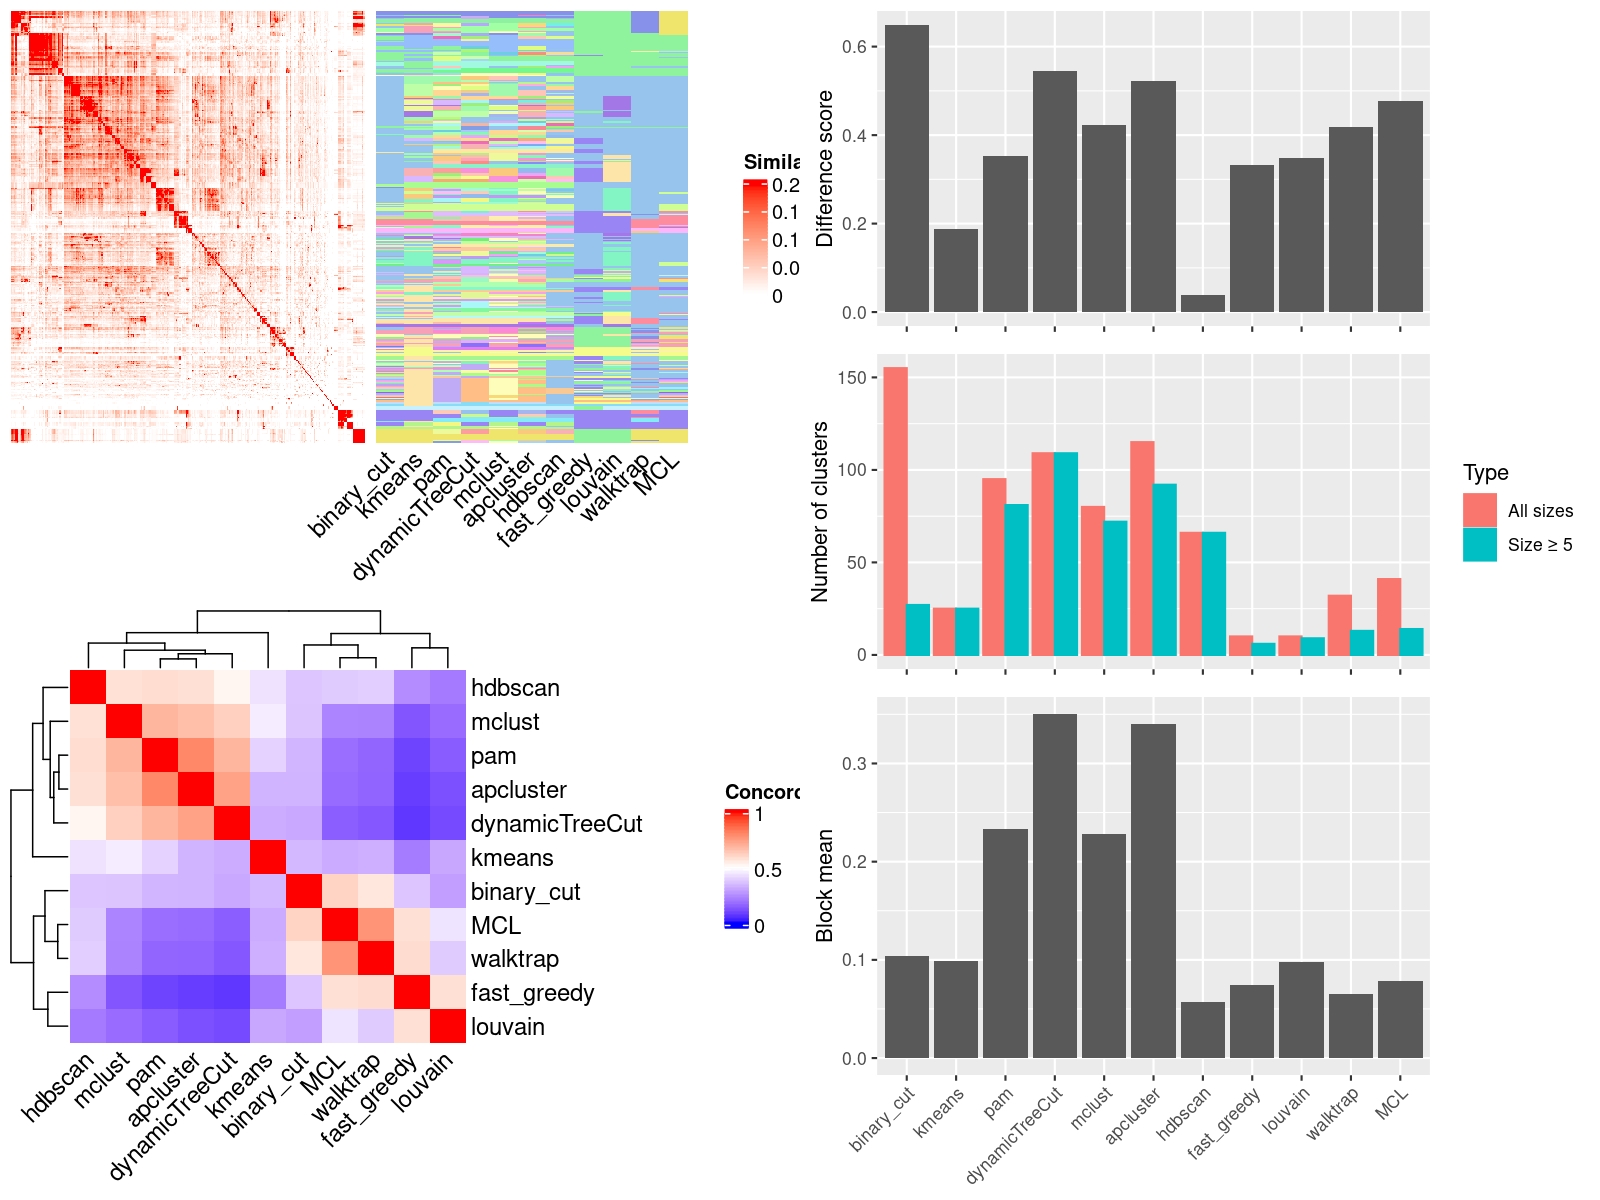 Simila
0.2
0.1
0.1
0.0
0
binary_cut
kmeans
pam
dynamicTreeCut
mclust
apcluster
hdbscan
fast_greedy
louvain
walktrap
MCL
hdbscan
mclust
pam
apcluster
dynamicTreeCut
kmeans
binary_cut
MCL
walktrap
fast_greedy
louvain
hdbscan
mclust
pam
apcluster
dynamicTreeCut
kmeans
binary_cut
MCL
walktrap
fast_greedy
louvain
Concord
1
0.5
0
Difference score
0.6
0.4
0.2
0.0
Number of clusters
150
100
50
0
Type
All sizes
Size ≥ 5
Block mean
0.3
0.2
0.1
0.0
binary_cut
kmeans
pam
dynamicTreeCut
mclust
apcluster
hdbscan
fast_greedy
louvain
walktrap
MCL